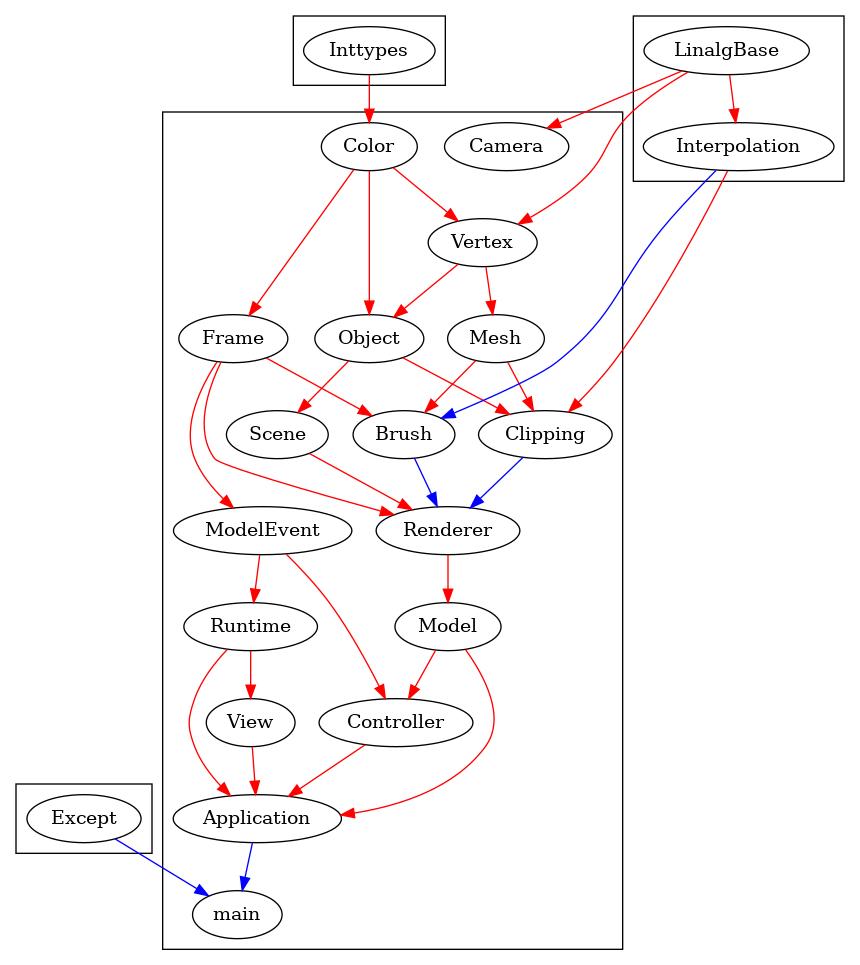 Inttypes
LinalgBase
Color
Camera
Interpolation
Vertex
Frame
Object
Mesh
Scene
Brush
Clipping
ModelEvent
Renderer
Runtime
Model
View
Controller
Except
Application
main